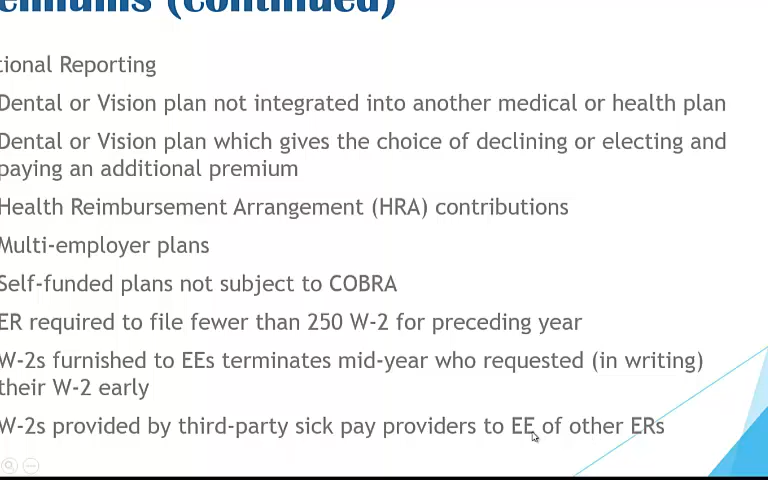 (continued)
Reporting
Dental or Vision plan not integrated into another medical or health plan
Dental or Vision plan which gives the choice of declining or electing and
paying an additional premium
Health Reimbursement Arrangement (HRA) contributions
Multi-employer plans
Self-funded plans not subject to COBRA
ER required to file fewer than 250 W-2 for preceding year
W-2s furnished to EEs terminates mid-year who requested (in writing)
their W-2 early
W-2s provided by third-party sick pay providers to EE of other ERs